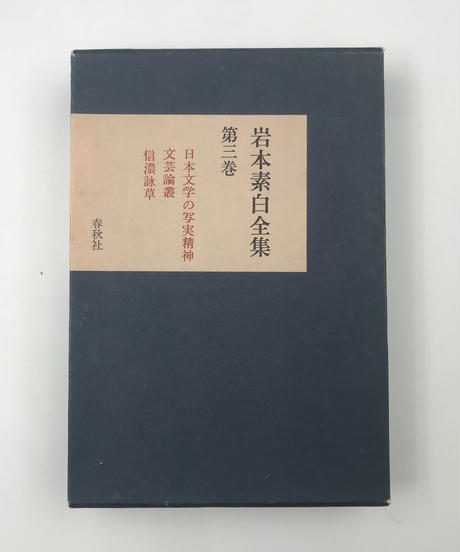 岩本素白全集
第三巻
日本文学の写実精神
文芸論叢
信濃詠草
春秋社